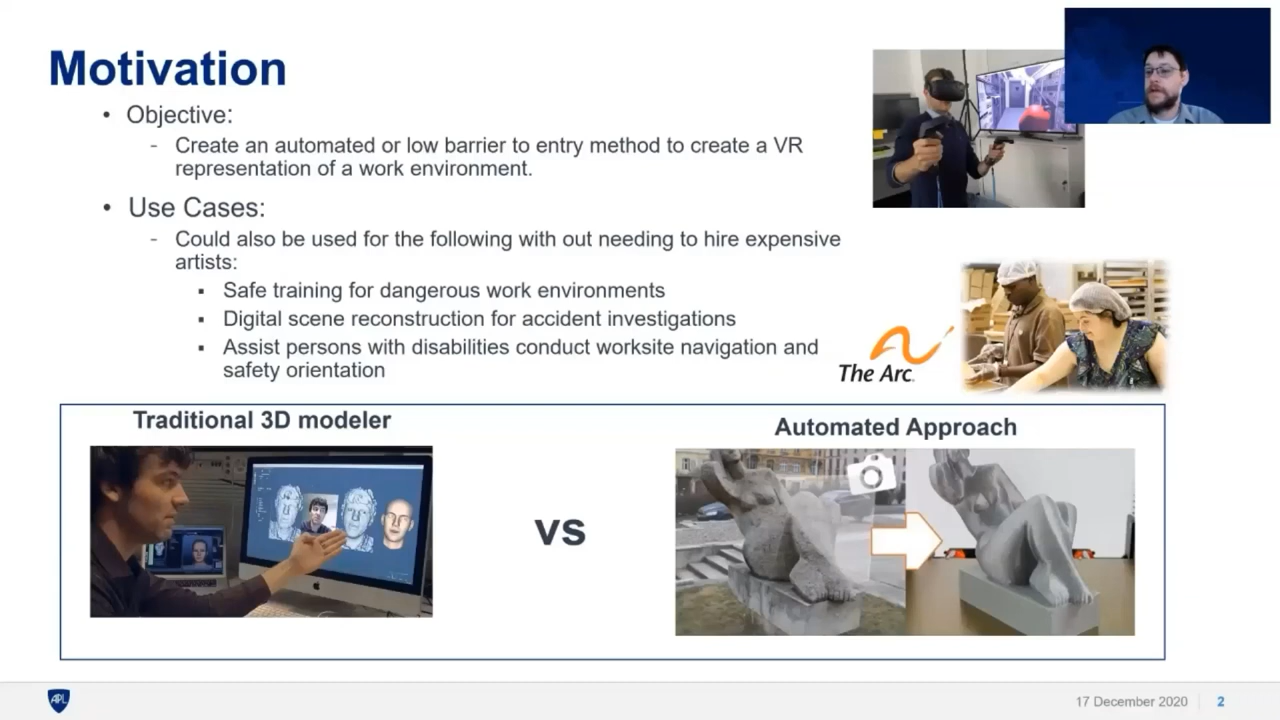 Motivation
• Objective:
- Create an automated or low barrier to entry method to create a VR
representation of a work environment.
• Use Cases:
- Could also be used for the following with out needing to hire expensive
artists:
▪ Safe training for dangerous work environments
▪ Digital scene reconstruction for accident investigations
▪ Assist persons with disabilities conduct worksite navigation and
safety orientation
The Arc.
Traditional 3D modeler
vs
Automated Approach
APL
17 December 2020
2